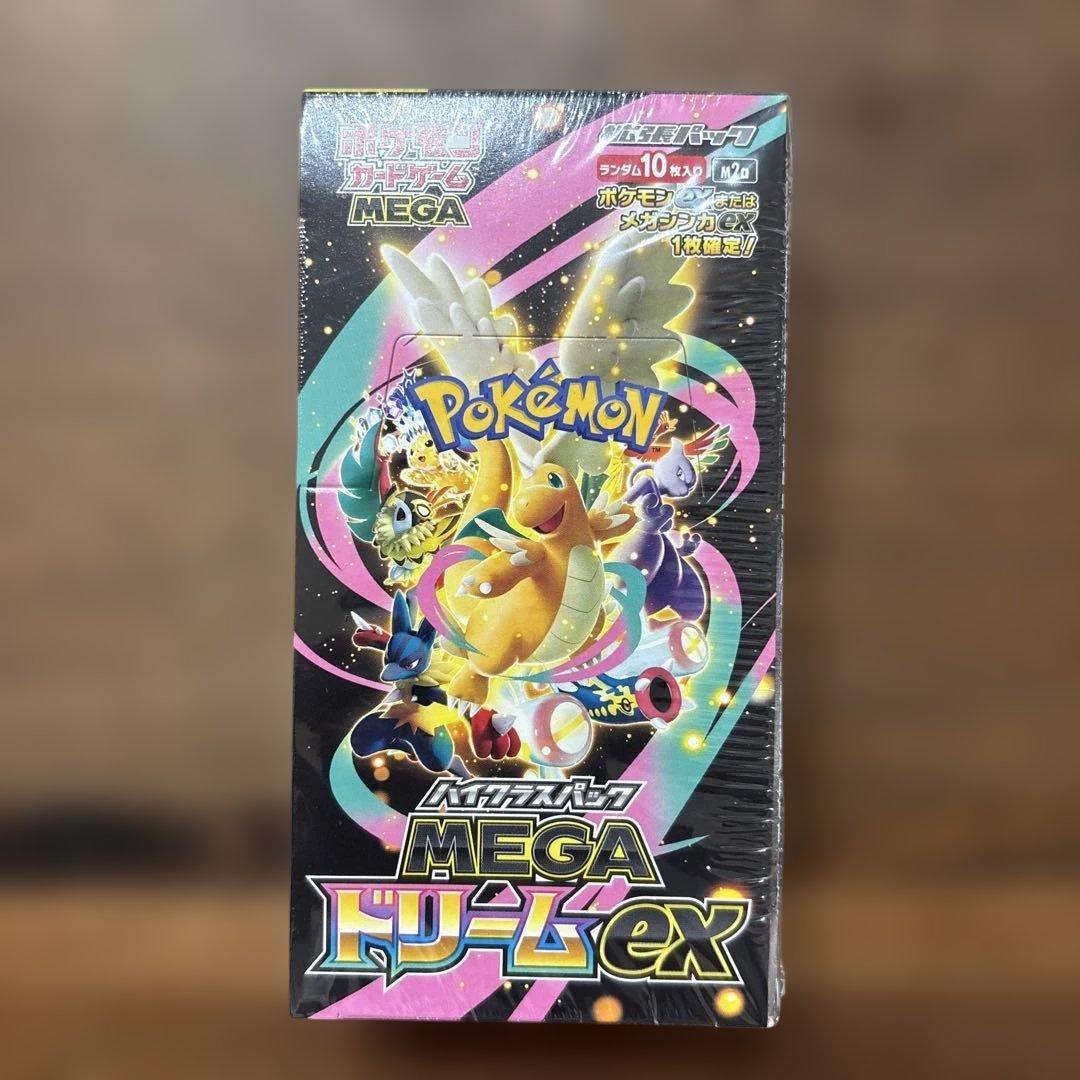 ポケモン
カードゲーム
MEGA
拡張パック
ランダム10枚入り M2a
ポケモンexまたは
メガシンカex
1枚確定!
POKéMON
TM
ハイクラスパック
MEGA
ドリームex